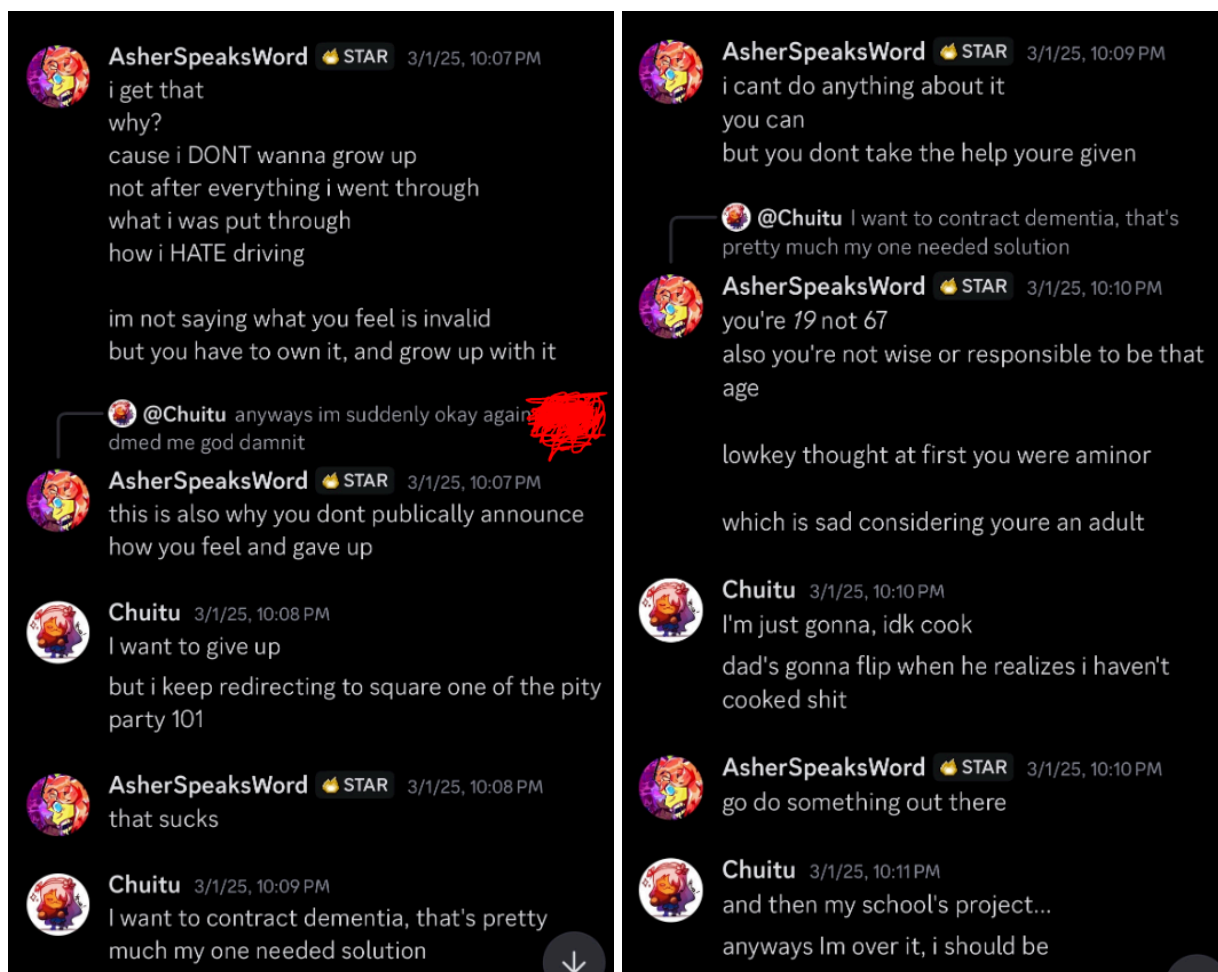 AsherSpeaksWord STAR 3/1/25, 10:07 PM
i get that
why?
cause i DONT wanna grow up
not after everything i went through
what i was put through
how i HATE driving
im not saying what you feel is invalid
but you have to own it, and grow up with it
@Chuitu anyways im suddenly okay again
dmed me god damnit
AsherSpeaksWord STAR 3/1/25, 10:07 PM
this is also why you dont publically announce
how you feel and gave up
Chuitu 3/1/25, 10:08 PM
I want to give up
but i keep redirecting to square one of the pity
party 101
AsherSpeaksWord STAR 3/1/25, 10:08 PM
that sucks
Chuitu 3/1/25, 10:09 PM
I want to contract dementia, that's pretty
much my one needed solution
AsherSpeaksWord STAR 3/1/25, 10:09 PM
i cant do anything about it
you can
but you dont take the help youre given
@Chuitu I want to contract dementia, that's
pretty much my one needed solution
AsherSpeaksWord STAR 3/1/25, 10:10 PM
you're 19 not 67
also you're not wise or responsible to be that
age
lowkey thought at first you were aminor
which is sad considering youre an adult
Chuitu 3/1/25, 10:10 PM
I'm just gonna, idk cook
dad's gonna flip when he realizes i haven't
cooked shit
AsherSpeaksWord STAR 3/1/25, 10:10 PM
go do something out there
Chuitu 3/1/25, 10:11 PM
and then my school's project...
anyways Im over it, i should be